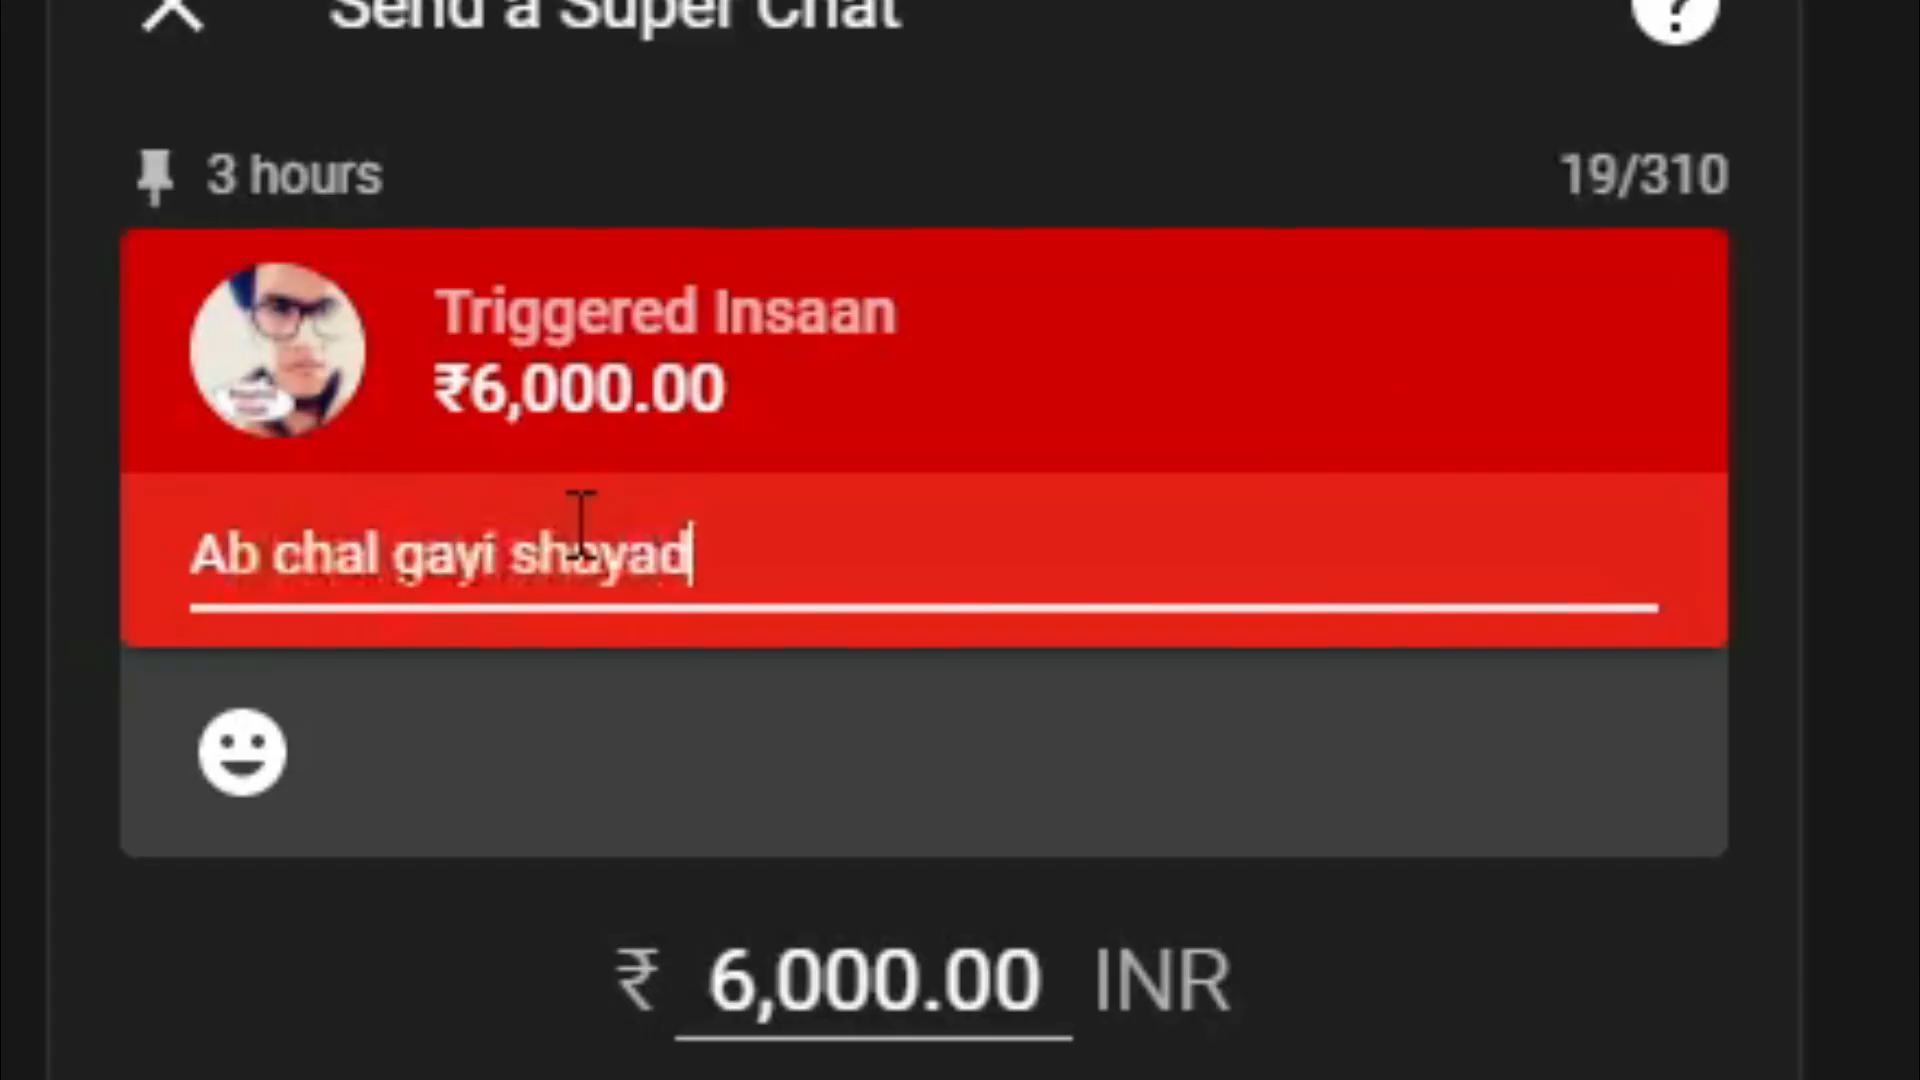 Send a Super Chat
?
3 hours
19/310
Triggered Insaan
₹6,000.00
Ab chal gayi shayad
₹ 6,000.00 INR